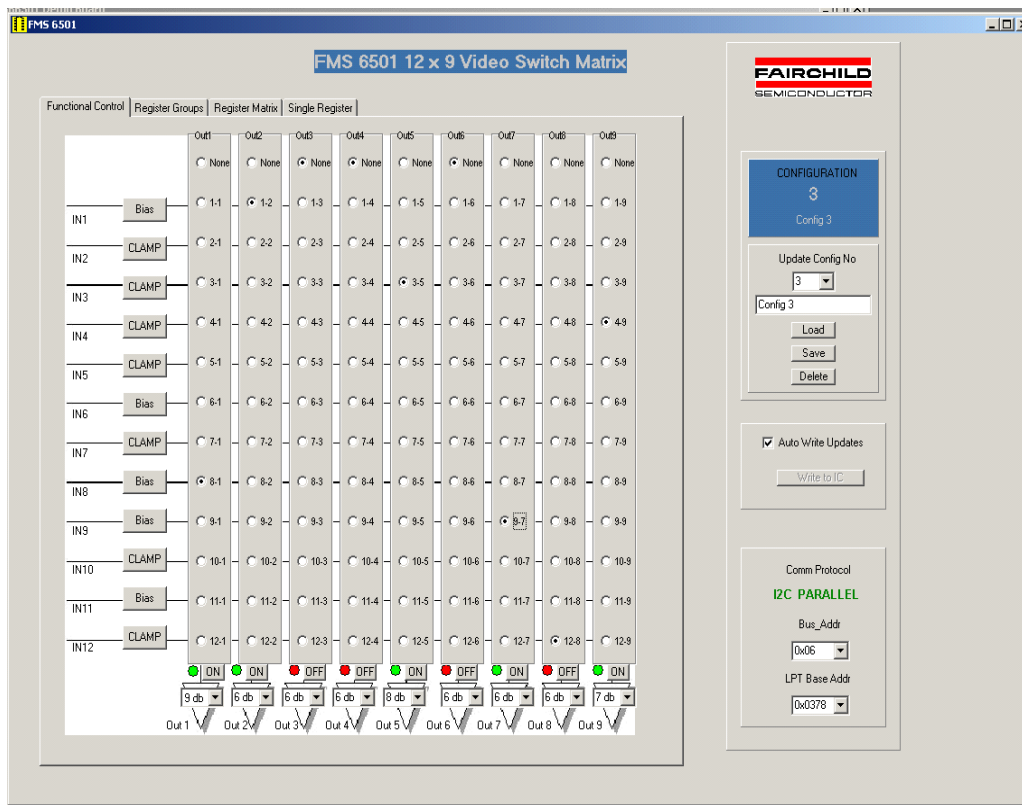 FMS 6501
FMS 6501 12 x 9 Video Switch Matrix
FAIRCHILD
SEMICONDUCTOR
Functional Control Register Groups Register Matrix Single Register
Out1 Out2 Out3 Out4 Out5 Out6 Out7 Out8 Out9
None None None None None None None None None
IN1 Bias 1-1 1-2 1-3 1-4 1-5 1-6 1-7 1-8 1-9
IN2 CLAMP 2-1 2-2 2-3 2-4 2-5 2-6 2-7 2-8 2-9
IN3 CLAMP 3-1 3-2 3-3 3-4 3-5 3-6 3-7 3-8 3-9
IN4 CLAMP 4-1 4-2 4-3 4-4 4-5 4-6 4-7 4-8 4-9
IN5 CLAMP 5-1 5-2 5-3 5-4 5-5 5-6 5-7 5-8 5-9
IN6 Bias 6-1 6-2 6-3 6-4 6-5 6-6 6-7 6-8 6-9
IN7 CLAMP 7-1 7-2 7-3 7-4 7-5 7-6 7-7 7-8 7-9
IN8 Bias 8-1 8-2 8-3 8-4 8-5 8-6 8-7 8-8 8-9
IN9 Bias 9-1 9-2 9-3 9-4 9-5 9-6 9-7 9-8 9-9
IN10 CLAMP 10-1 10-2 10-3 10-4 10-5 10-6 10-7 10-8 10-9
IN11 Bias 11-1 11-2 11-3 11-4 11-5 11-6 11-7 11-8 11-9
IN12 CLAMP 12-1 12-2 12-3 12-4 12-5 12-6 12-7 12-8 12-9
ON ON OFF OFF ON OFF ON OFF ON
9 db 6 db 6 db 6 db 8 db 6 db 6 db 6 db 7 db
Out 1 Out 2 Out 3 Out 4 Out 5 Out 6 Out 7 Out 8 Out 9
CONFIGURATION
3
Config 3
Update Config No
3
Config 3
Load
Save
Delete
Auto Write Updates
Write to IC
Comm Protocol
I2C PARALLEL
Bus_Addr
0x06
LPT Base Addr
0x0378